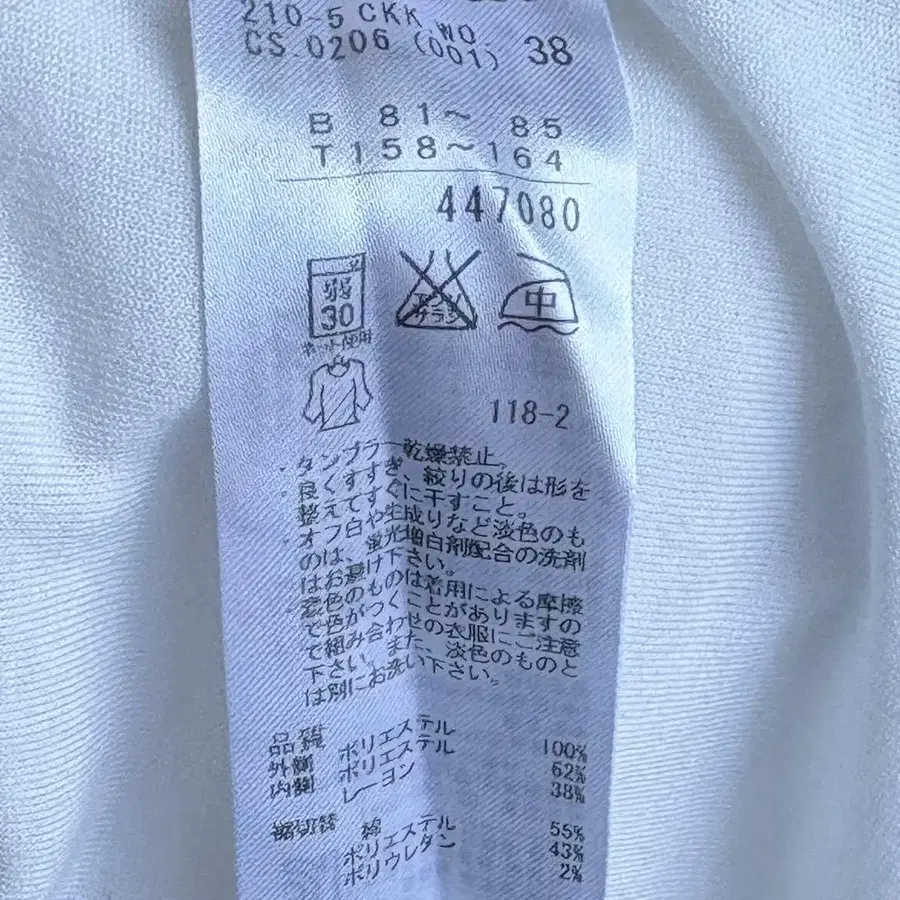 210-5 CKK WO
CS 0206 (001) 38
B 81～ 85
T158～164
447080
弱
30
ネット使用
エンソ
サラシ
中
118-2
・タンブラー乾燥禁止。
・良くすすぎ、絞りの後は形を
整えてすぐに干すこと。
・オフ白や生成りなど淡色のも
のは、蛍光増白剤配合の洗剤
はお避け下さい。
・濃色のものは着用による摩擦
で色がつくことがありますの
で組み合わせの衣服にご注意
下さい。また、淡色のものと
は別にお洗い下さい。
品質
外側 ポリエステル 100%
内側 ポリエステル 62%
レーヨン 38%
裾切替 綿 55%
ポリエステル 43%
ポリウレタン 2%